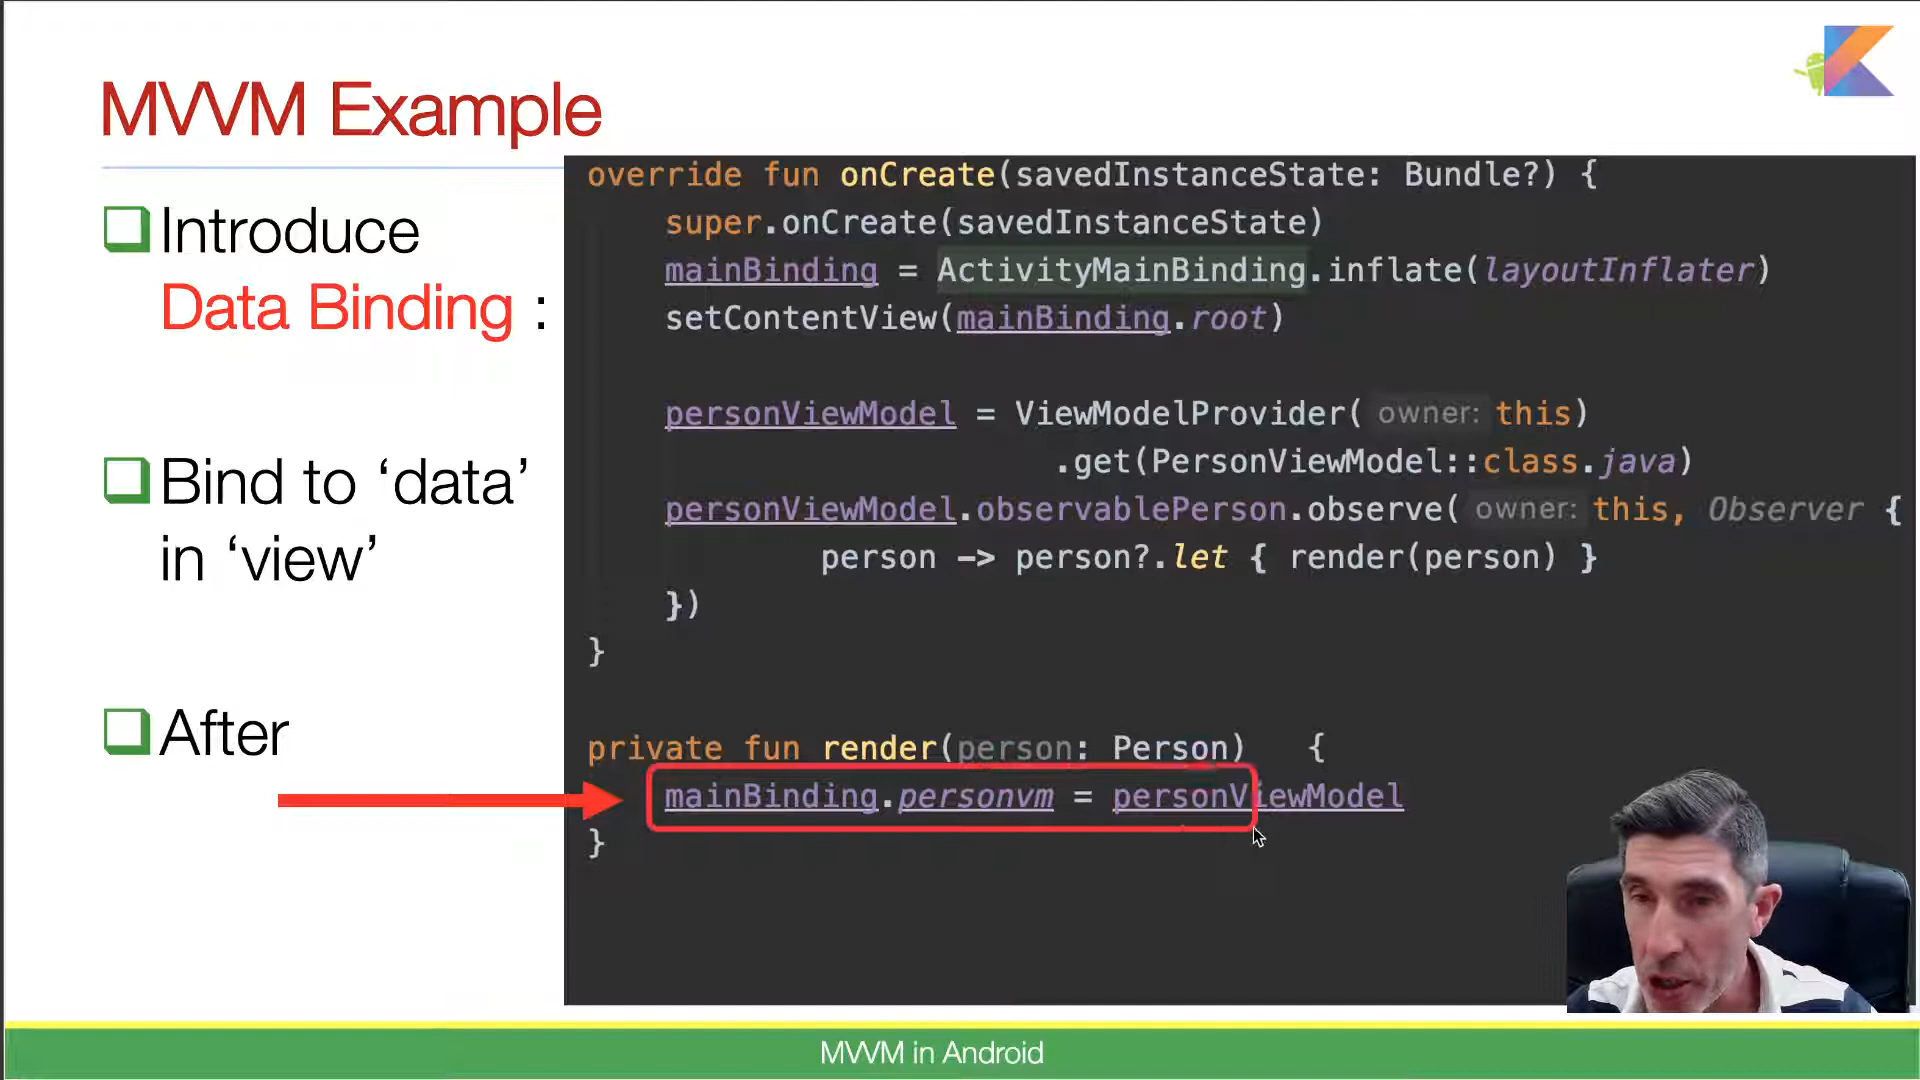 MVVM Example
Introduce
Data Binding :
Bind to ‘data’
in ‘view’
After
override fun onCreate(savedInstanceState: Bundle?) {
super.onCreate(savedInstanceState)
mainBinding = ActivityMainBinding.inflate(layoutInflater)
setContentView(mainBinding.root)
personViewModel = ViewModelProvider( owner: this)
.get(PersonViewModel::class.java)
personViewModel.observablePerson.observe( owner: this, Observer {
person -> person?.let { render(person) }
})
}
private fun render(person: Person) {
mainBinding.personvm = personViewModel
}
MVVM in Android